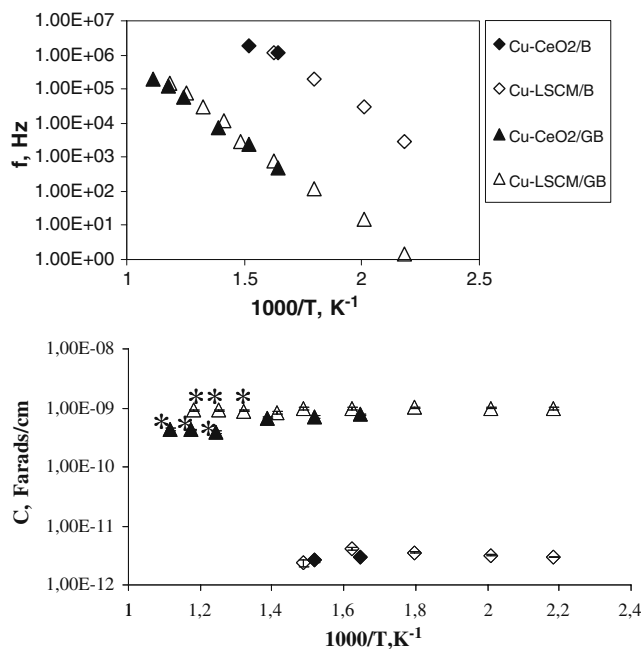 1.00E+07
1.00E+06
1.00E+05
1.00E+04
1.00E+03
1.00E+02
1.00E+01
1.00E+00
f, Hz
1 1.5 2 2.5
1000/T, K-1
Cu-CeO2/B
Cu-LSCM/B
Cu-CeO2/GB
Cu-LSCM/GB
1,00E-08
1,00E-09
1,00E-10
1,00E-11
1,00E-12
C, Farads/cm
* * *
* * *
1 1,2 1,4 1,6 1,8 2 2,2 2,4
1000/T,K-1